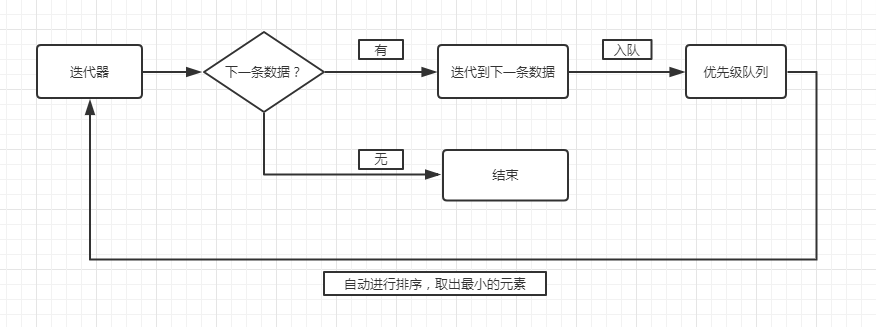 有
入队
迭代器
下一条数据？
迭代到下一条数据
优先级队列
无
结束
自动进行排序，取出最小的元素